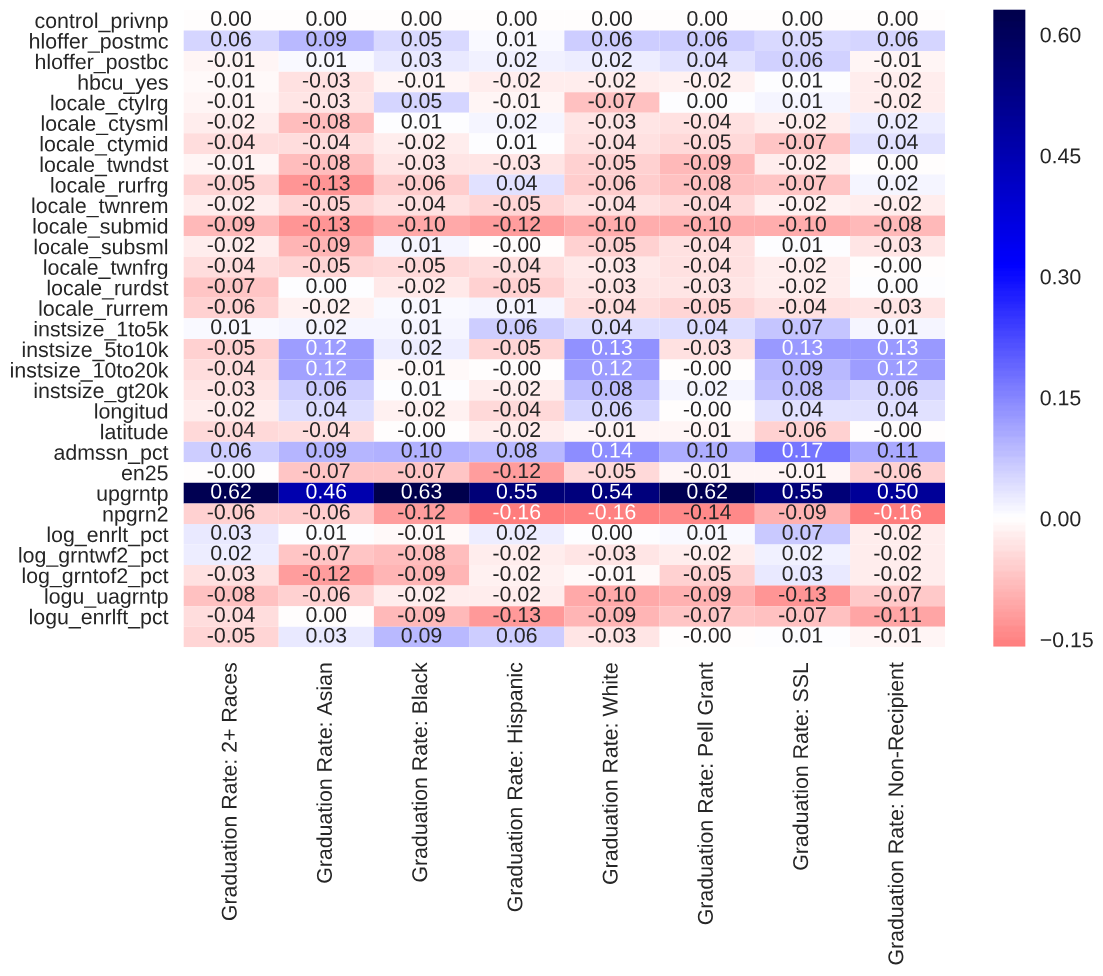 control_privnp 0.00 0.00 0.00 0.00 0.00 0.00 0.00 0.00
hloffer_postmc 0.06 0.09 0.05 0.01 0.06 0.06 0.05 0.06
hloffer_postbc -0.01 0.01 0.03 0.02 0.02 0.04 0.06 -0.01
hbcu_yes -0.01 -0.03 -0.01 -0.02 -0.02 -0.02 0.01 -0.02
locale_ctylrg -0.01 -0.03 0.05 -0.01 -0.07 0.00 0.01 -0.02
locale_ctysml -0.02 -0.08 0.01 0.02 -0.03 -0.04 -0.02 0.02
locale_ctymid -0.04 -0.04 -0.02 0.01 -0.04 -0.05 -0.07 0.04
locale_twndst -0.01 -0.08 -0.03 -0.03 -0.05 -0.09 -0.02 0.00
locale_rurfrg -0.05 -0.13 -0.06 0.04 -0.06 -0.08 -0.07 0.02
locale_twnrem -0.02 -0.05 -0.04 -0.05 -0.04 -0.04 -0.02 -0.02
locale_submid -0.09 -0.13 -0.10 -0.12 -0.10 -0.10 -0.10 -0.08
locale_subsml -0.02 -0.09 0.01 -0.00 -0.05 -0.04 0.01 -0.03
locale_twnfrg -0.04 -0.05 -0.05 -0.04 -0.03 -0.04 -0.02 -0.00
locale_rurdst -0.07 0.00 -0.02 -0.05 -0.03 -0.03 -0.02 0.00
locale_rurrem -0.06 -0.02 0.01 0.01 -0.04 -0.05 -0.04 -0.03
instsize_1to5k 0.01 0.02 0.01 0.06 0.04 0.04 0.07 0.01
instsize_5to10k -0.05 0.12 0.02 -0.05 0.13 -0.03 0.13 0.13
instsize_10to20k -0.04 0.12 -0.01 -0.00 0.12 -0.00 0.09 0.12
instsize_gt20k -0.03 0.06 0.01 -0.02 0.08 0.02 0.08 0.06
longitud -0.02 0.04 -0.02 -0.04 0.06 -0.00 0.04 0.04
latitude -0.04 -0.04 -0.00 -0.02 -0.01 -0.01 -0.06 -0.00
admssn_pct 0.06 0.09 0.10 0.08 0.14 0.10 0.17 0.11
en25 -0.00 -0.07 -0.07 -0.12 -0.05 -0.01 -0.01 -0.06
upgrntp 0.62 0.46 0.63 0.55 0.54 0.62 0.55 0.50
npgrn2 -0.06 -0.06 -0.12 -0.16 -0.16 -0.14 -0.09 -0.16
log_enrlt_pct 0.03 0.01 -0.01 0.02 0.00 0.01 0.07 -0.02
log_grntwf2_pct 0.02 -0.07 -0.08 -0.02 -0.03 -0.02 0.02 -0.02
log_grntof2_pct -0.03 -0.12 -0.09 -0.02 -0.01 -0.05 0.03 -0.02
logu_uagrntp -0.08 -0.06 -0.02 -0.02 -0.10 -0.09 -0.13 -0.07
logu_enrlft_pct -0.04 0.00 -0.09 -0.13 -0.09 -0.07 -0.07 -0.11
-0.05 0.03 0.09 0.06 -0.03 -0.00 0.01 -0.01
Graduation Rate: 2+ Races
Graduation Rate: Asian
Graduation Rate: Black
Graduation Rate: Hispanic
Graduation Rate: White
Graduation Rate: Pell Grant
Graduation Rate: SSL
Graduation Rate: Non-Recipient
0.60
0.45
0.30
0.15
0.00
−0.15